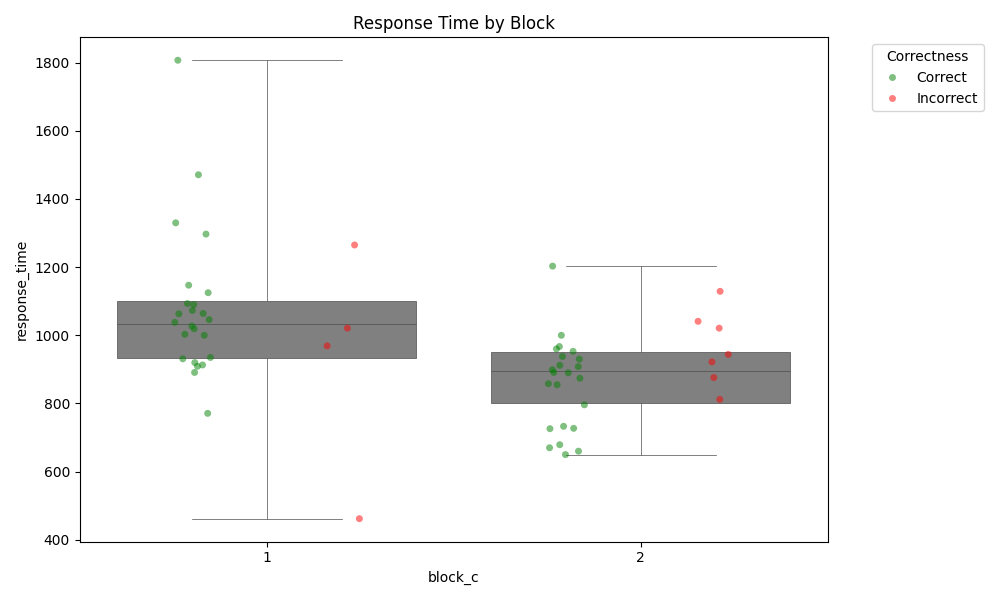 Response Time by Block
Correctness
Correct
Incorrect
response_time
1800
1600
1400
1200
1000
800
600
400
1
2
block_c